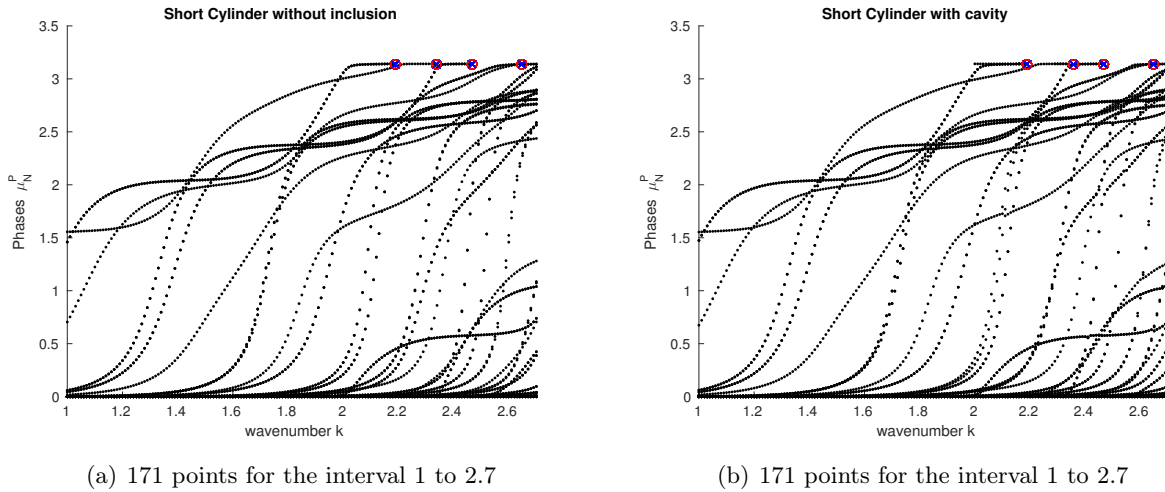 Short Cylinder without inclusion
3.5
3
2.5
2
1.5
1
0.5
0
Phases μ_N^P
1 1.2 1.4 1.6 1.8 2 2.2 2.4 2.6
wavenumber k
(a) 171 points for the interval 1 to 2.7
Short Cylinder with cavity
3.5
3
2.5
2
1.5
1
0.5
0
Phases μ_N^P
1 1.2 1.4 1.6 1.8 2 2.2 2.4 2.6
wavenumber k
(b) 171 points for the interval 1 to 2.7